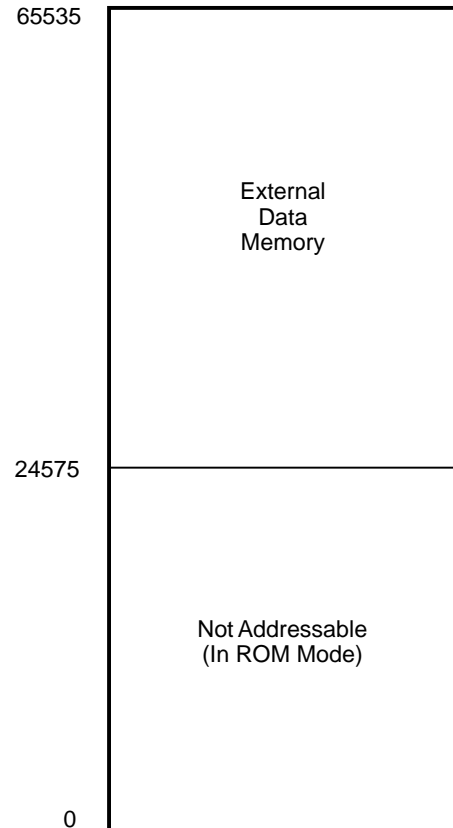 65535
External
Data
Memory
24575
Not Addressable
(In ROM Mode)
0